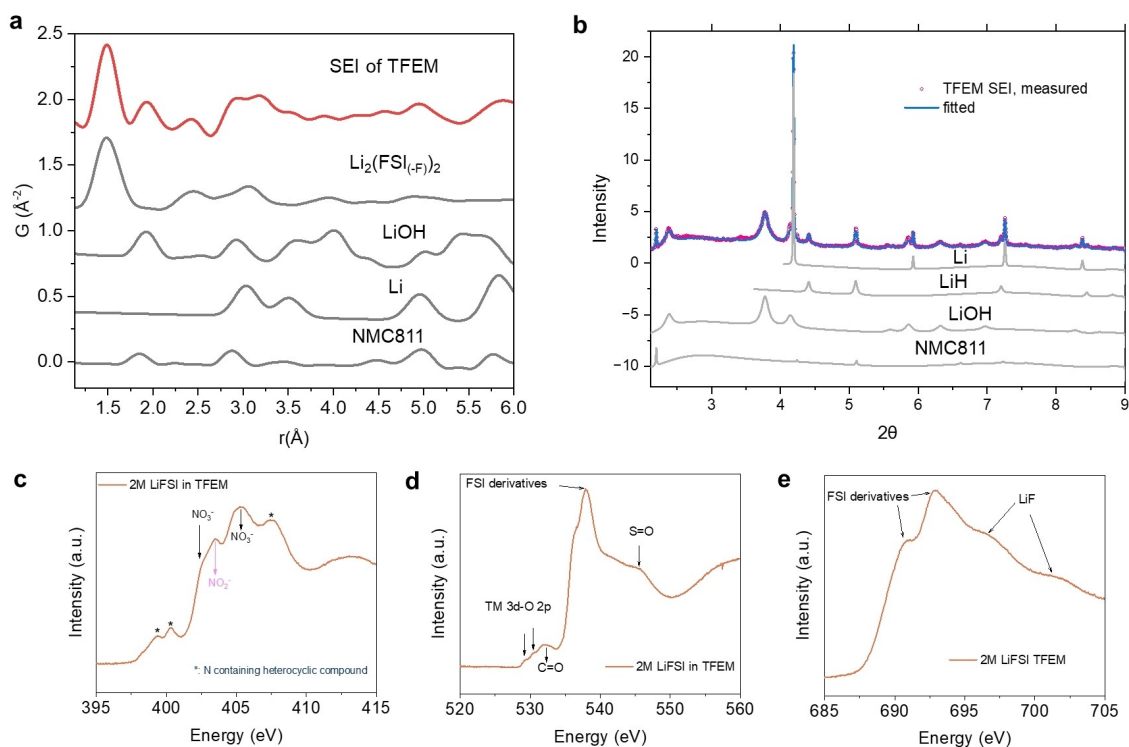 a
2.5
2.0
1.5
1.0
0.5
0.0
G (Å⁻²)
SEI of TFEM
Li₂(FSI₍₋F₎)₂
LiOH
Li
NMC811
1.5 2.0 2.5 3.0 3.5 4.0 4.5 5.0 5.5 6.0
r(Å)
b
20
15
10
5
0
−5
−10
Intensity
TFEM SEI, measured
fitted
Li
LiH
LiOH
NMC811
3 4 5 6 7 8 9
2θ
c
2M LiFSI in TFEM
NO₃⁻
NO₃⁻
NO₂⁻
*
*
*
*: N containing heterocyclic compound
Intensity (a.u.)
395 400 405 410 415
Energy (eV)
d
FSI derivatives
S=O
TM 3d-O 2p
C=O
2M LiFSI in TFEM
Intensity (a.u.)
520 530 540 550 560
Energy (eV)
e
FSI derivatives
LiF
2M LiFSI TFEM
Intensity (a.u.)
685 690 695 700 705
Energy (eV)